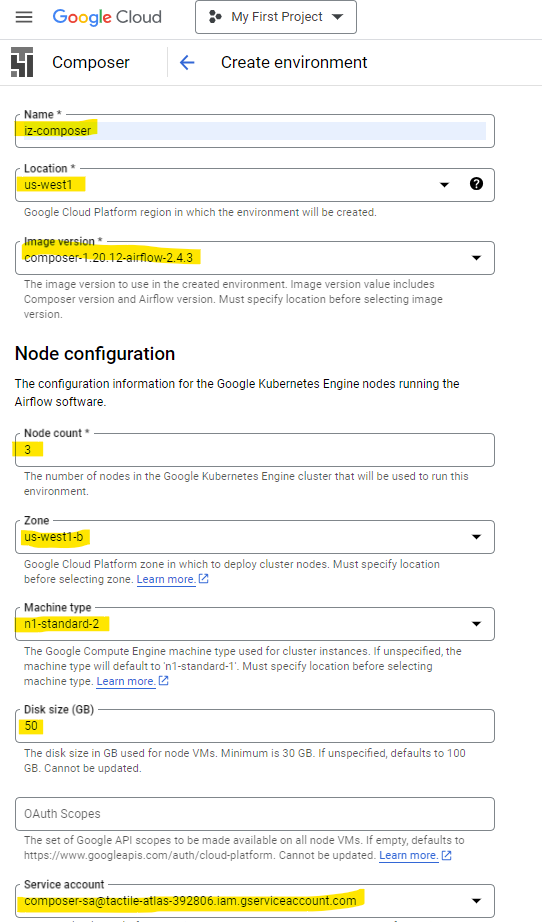 Google Cloud
My First Project
Composer
Create environment
Name *
iz-composer
Location *
us-west1
Google Cloud Platform region in which the environment will be created.
Image version *
composer-1.20.12-airflow-2.4.3
The image version to use in the created environment. Image version value includes
Composer version and Airflow version. Must specify location before selecting image
version.
Node configuration
The configuration information for the Google Kubernetes Engine nodes running the
Airflow software.
Node count *
3
The number of nodes in the Google Kubernetes Engine cluster that will be used to run this
environment.
Zone
us-west1-b
Google Cloud Platform zone in which to deploy cluster nodes. Must specify location
before selecting zone. Learn more.
Machine type
n1-standard-2
The Google Compute Engine machine type used for cluster instances. If unspecified, the
machine type will default to 'n1-standard-1'. Must specify location before selecting
machine type. Learn more.
Disk size (GB)
50
The disk size in GB used for node VMs. Minimum is 30 GB. If unspecified, defaults to 100
GB. Cannot be updated.
OAuth Scopes
The set of Google API scopes to be made available on all node VMs. If empty, defaults to
https://www.googleapis.com/auth/cloud-platform. Cannot be updated. Learn more.
Service account
composer-sa@tactile-atlas-392806.iam.gserviceaccount.com